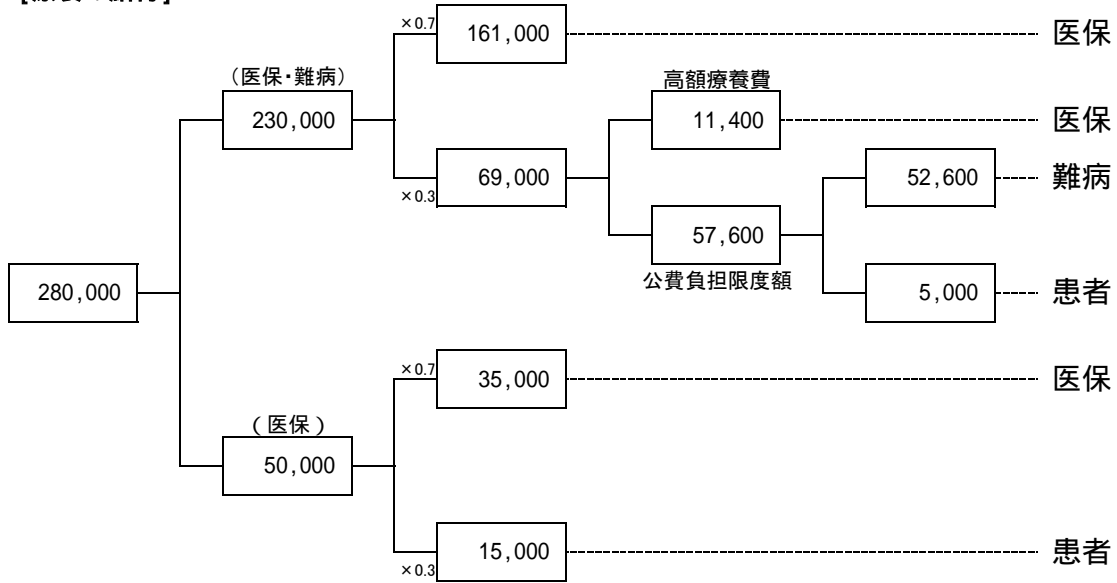 ×0.7
161,000
医保
(医保・難病)
230,000
高額療養費
11,400
医保
×0.3
69,000
52,600
難病
57,600
公費負担限度額
280,000
5,000
患者
×0.7
35,000
医保
(医保)
50,000
×0.3
15,000
患者